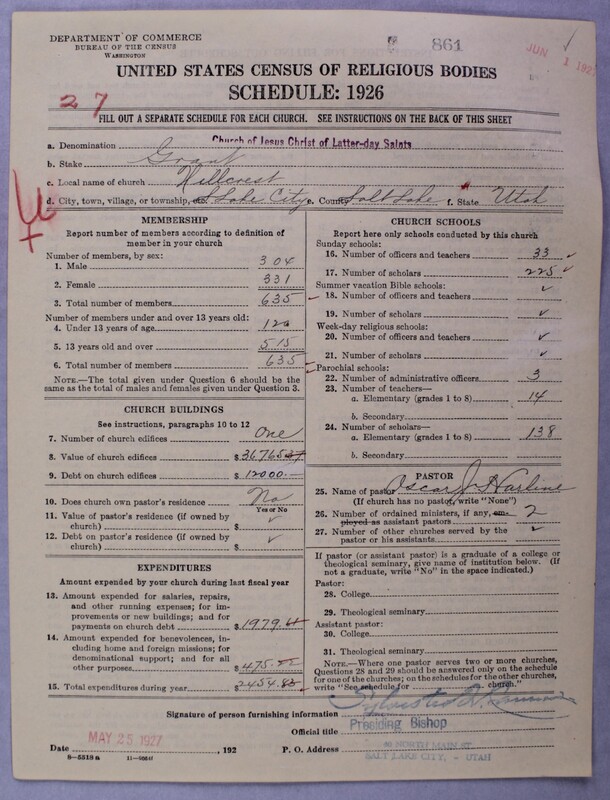 DEPARTMENT OF COMMERCE
BUREAU OF THE CENSUS
WASHINGTON
861
JUN 1 192
UNITED STATES CENSUS OF RELIGIOUS BODIES
SCHEDULE: 1926
27
FILL OUT A SEPARATE SCHEDULE FOR EACH CHURCH. SEE INSTRUCTIONS ON THE BACK OF THIS SHEET
a. Denomination Church of Jesus Christ of Latter-day Saints
b. Stake Grant
c. Local name of church Hillcrest
d. City, town, village, or township, Lake City e. County Salt Lake f. State Utah
MEMBERSHIP
Report number of members according to definition of
member in your church
Number of members, by sex:
1. Male 304
2. Female 331
3. Total number of members 635
Number of members under and over 13 years old:
4. Under 13 years of age 120
5. 13 years old and over 515
6. Total number of members 635
NOTE.—The total given under Question 6 should be the
same as the total of males and females given under Question 3.
CHURCH BUILDINGS
See instructions, paragraphs 10 to 12
7. Number of church edifices One
8. Value of church edifices $36765
9. Debt on church edifices $12000.
10. Does church own pastor's residence No
Yes or No
11. Value of pastor's residence (if owned by
church) $ ✓
12. Debt on pastor's residence (if owned by
church) $ ✓
EXPENDITURES
Amount expended by your church during last fiscal year
13. Amount expended for salaries, repairs,
and other running expenses; for im-
provements or new buildings; and for
payments on church debt $1979.
14. Amount expended for benevolences,
including home and foreign missions; for
denominational support; and for all
other purposes $475.
15. Total expenditures during year $2454.83
CHURCH SCHOOLS
Report here only schools conducted by this church
Sunday schools:
16. Number of officers and teachers 33 ✓
17. Number of scholars 225 ✓
Summer vacation Bible schools:
18. Number of officers and teachers ✓
19. Number of scholars ✓
Week-day religious schools:
20. Number of officers and teachers ✓
21. Number of scholars ✓
Parochial schools:
22. Number of administrative officers 3
23. Number of teachers—
a. Elementary (grades 1 to 8) 14
b. Secondary
24. Number of scholars—
a. Elementary (grades 1 to 8) 138
b. Secondary
PASTOR
25. Name of pastor Oscar J Harline
(If church has no pastor, write "None")
26. Number of ordained ministers, if any, em-
ployed as assistant pastors 2
27. Number of other churches served by the
pastor or his assistants ✓
If pastor (or assistant pastor) is a graduate of a college or
theological seminary, give name of institution below. (If
not a graduate, write "No" in the space indicated.)
Pastor:
28. College
29. Theological seminary
Assistant pastor:
30. College
31. Theological seminary
NOTE.—Where one pastor serves two or more churches,
Questions 28 and 29 should be answered only on the schedule
for one of the churches; on the schedules for the other churches,
write "See schedule for church."
Signature of person furnishing information
Official title Presiding Bishop
Date MAY 25 1927, 192
P. O. Address 40 NORTH MAIN ST
SALT LAKE CITY, - UTAH
8-5518a